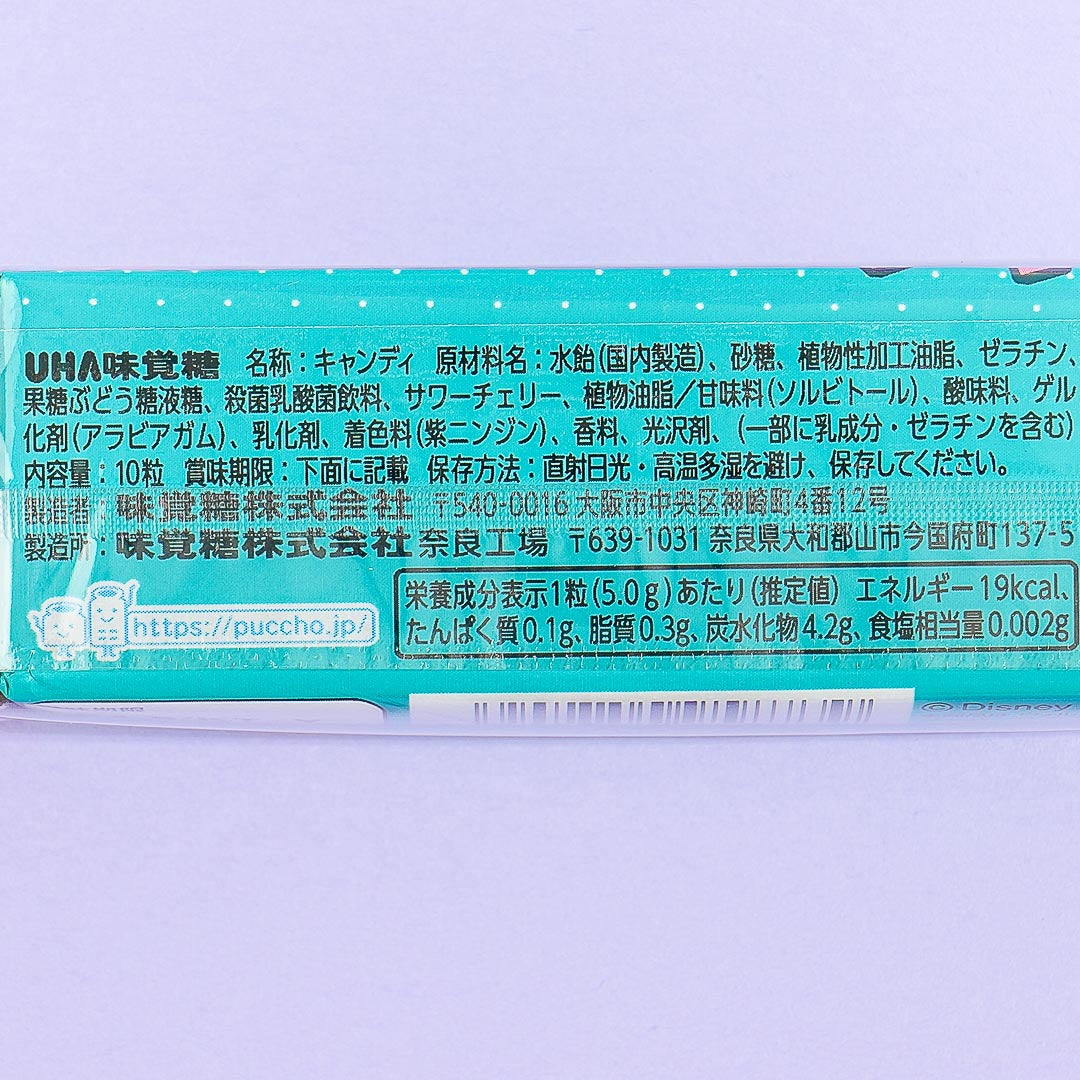 UHA味覚糖 名称：キャンディ 原材料名：水飴(国内製造)、砂糖、植物性加工油脂、ゼラチン、
果糖ぶどう糖液糖、殺菌乳酸菌飲料、サワーチェリー、植物油脂／甘味料(ソルビトール)、酸味料、ゲル
化剤(アラビアガム)、乳化剤、着色料(紫ニンジン)、香料、光沢剤、(一部に乳成分・ゼラチンを含む)
内容量：10粒 賞味期限：下面に記載 保存方法：直射日光・高温多湿を避け、保存してください。
製造者：味覚糖株式会社 〒540-0016 大阪市中央区神崎町4番12号
製造所：味覚糖株式会社 奈良工場 〒639-1031 奈良県大和郡山市今国府町137-5
栄養成分表示1粒(5.0g)あたり(推定値) エネルギー19kcal、
たんぱく質0.1g、脂質0.3g、炭水化物4.2g、食塩相当量0.002g
https://puccho.jp/
© Disney